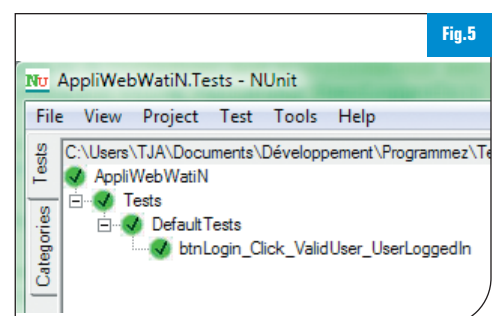 Fig.5
NU AppliWebWatiN.Tests - NUnit
File View Project Test Tools Help
Tests
Categories
C:\Users\TJA\Documents\Développement\Programmez\Te
AppliWebWatiN
Tests
DefaultTests
btnLogin_Click_ValidUser_UserLoggedIn